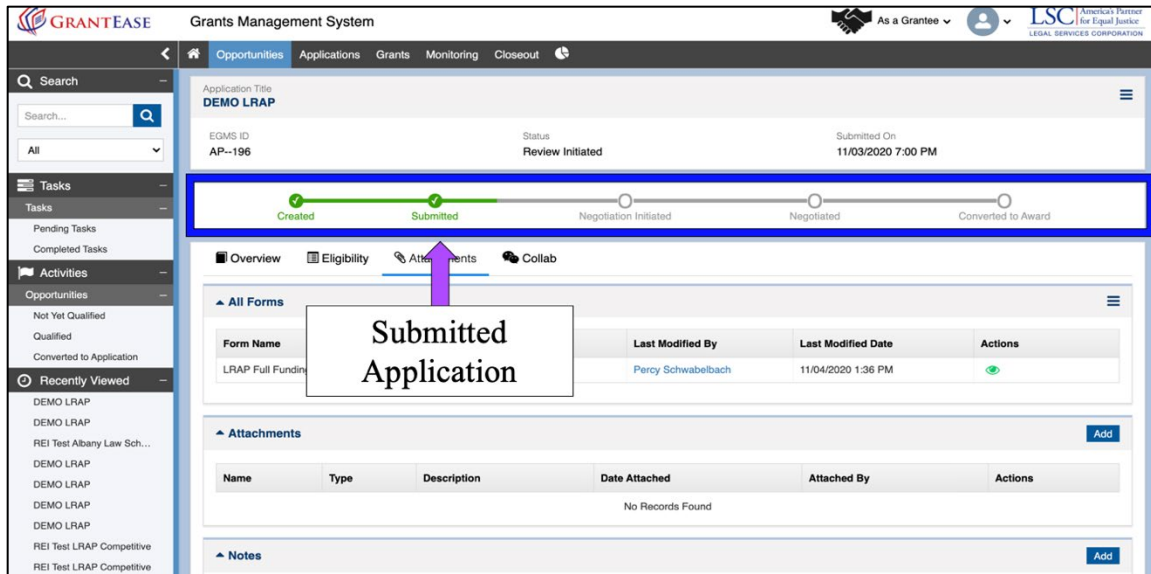 GRANTEASE
Grants Management System
As a Grantee
LSC America's Partner for Equal Justice
LEGAL SERVICES CORPORATION
Opportunities Applications Grants Monitoring Closeout
Search
Search...
All
Tasks
Tasks
Pending Tasks
Completed Tasks
Activities
Opportunities
Not Yet Qualified
Qualified
Converted to Application
Recently Viewed
DEMO LRAP
DEMO LRAP
REI Test Albany Law Sch...
DEMO LRAP
DEMO LRAP
DEMO LRAP
DEMO LRAP
REI Test LRAP Competitive
REI Test LRAP Competitive
Application Title
DEMO LRAP
EGMS ID Status Submitted On
AP--196 Review Initiated 11/03/2020 7:00 PM
Created Submitted Negotiation Initiated Negotiated Converted to Award
Overview Eligibility Attachments Collab
Submitted
Application
All Forms
Form Name Last Modified By Last Modified Date Actions
LRAP Full Percy Schwabelbach 11/04/2020 1:36 PM
Attachments Add
Name Type Description Date Attached Attached By Actions
No Records Found
Notes Add